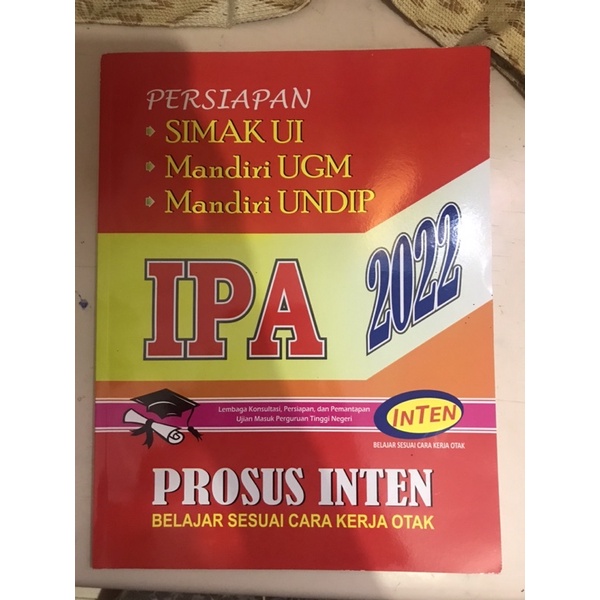 PERSIAPAN
SIMAK UI
Mandiri UGM
Mandiri UNDIP
IPA
2022
Lembaga Konsultasi, Persiapan, dan Pemantapan
Ujian Masuk Perguruan Tinggi Negeri
INTEN
BELAJAR SESUAI CARA KERJA OTAK
PROSUS INTEN
BELAJAR SESUAI CARA KERJA OTAK